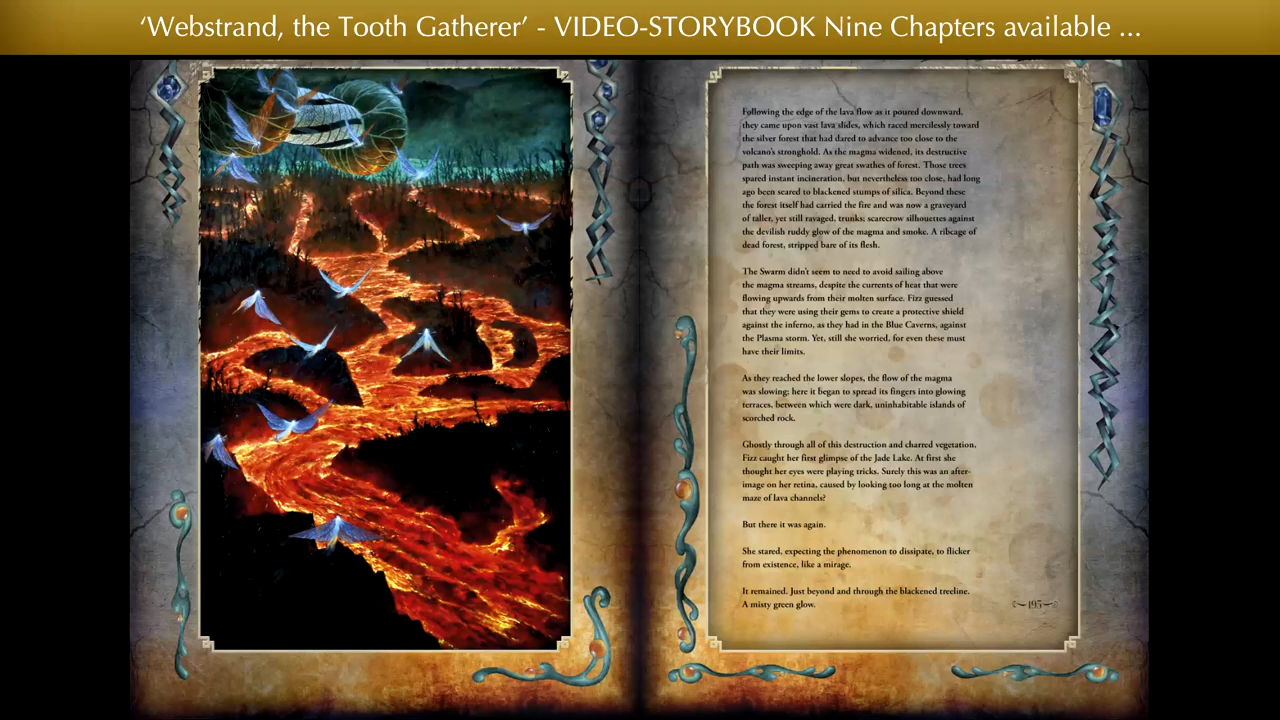 ‘Webstrand, the Tooth Gatherer’ - VIDEO-STORYBOOK Nine Chapters available ...
Following the edge of the lava flow as it poured downward,
they came upon vast lava slides, which raced mercilessly toward
the silver forest that had dared to advance too close to the
volcano's stronghold. As the magma widened, its destructive
path was sweeping away great swathes of forest. Those trees
spared instant incineration, but nevertheless too close, had long
ago been seared to blackened stumps of silica. Beyond these
the forest itself had carried the fire and was now a graveyard
of taller, yet still ravaged, trunks; scarecrow silhouettes against
the devilish ruddy glow of the magma and smoke. A ribcage of
dead forest, stripped bare of its flesh.
The Swarm didn't seem to need to avoid sailing above
the magma streams, despite the currents of heat that were
flowing upwards from their molten surface. Fizz guessed
that they were using their gems to create a protective shield
against the inferno, as they had in the Blue Caverns, against
the Plasma storm. Yet, still she worried, for even these must
have their limits.
As they reached the lower slopes, the flow of the magma
was slowing; here it began to spread its fingers into glowing
terraces, between which were dark, uninhabitable islands of
scorched rock.
Ghostly through all of this destruction and charred vegetation,
Fizz caught her first glimpse of the Jade Lake. At first she
thought her eyes were playing tricks. Surely this was an after-
image on her retina, caused by looking too long at the molten
maze of lava channels?
But there it was again.
She stared, expecting the phenomenon to dissipate, to flicker
from existence, like a mirage.
It remained. Just beyond and through the blackened treeline.
A misty green glow.
195